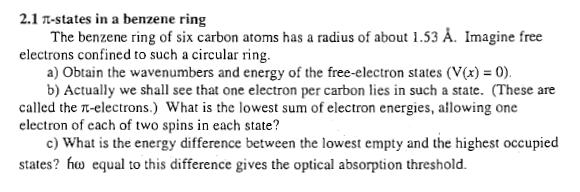 2.1 π-states in a benzene ring
The benzene ring of six carbon atoms has a radius of about 1.53 Å. Imagine free
electrons confined to such a circular ring.
a) Obtain the wavenumbers and energy of the free-electron states (V(x) = 0).
b) Actually we shall see that one electron per carbon lies in such a state. (These are
called the π-electrons.) What is the lowest sum of electron energies, allowing one
electron of each of two spins in each state?
c) What is the energy difference between the lowest empty and the highest occupied
states? ℏω equal to this difference gives the optical absorption threshold.